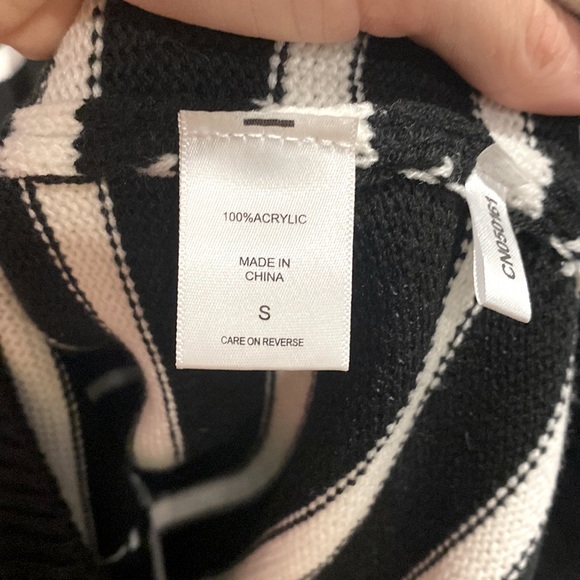 100%ACRYLIC
MADE IN
CHINA
S
CARE ON REVERSE
CN050161